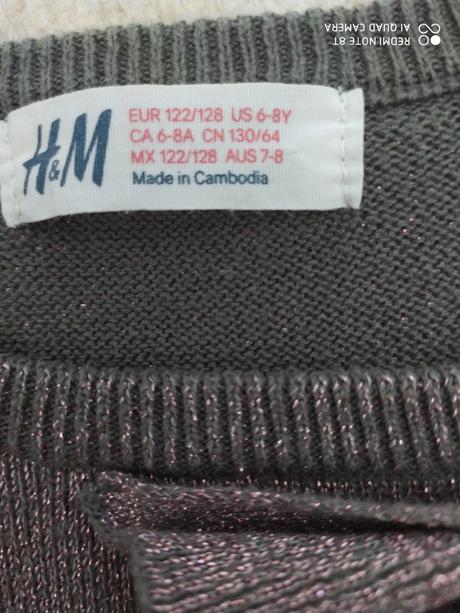 REDMI NOTE 8T
AI QUAD CAMERA
H&M
EUR 122/128 US 6-8Y
CA 6-8A CN 130/64
MX 122/128 AUS 7-8
Made in Cambodia